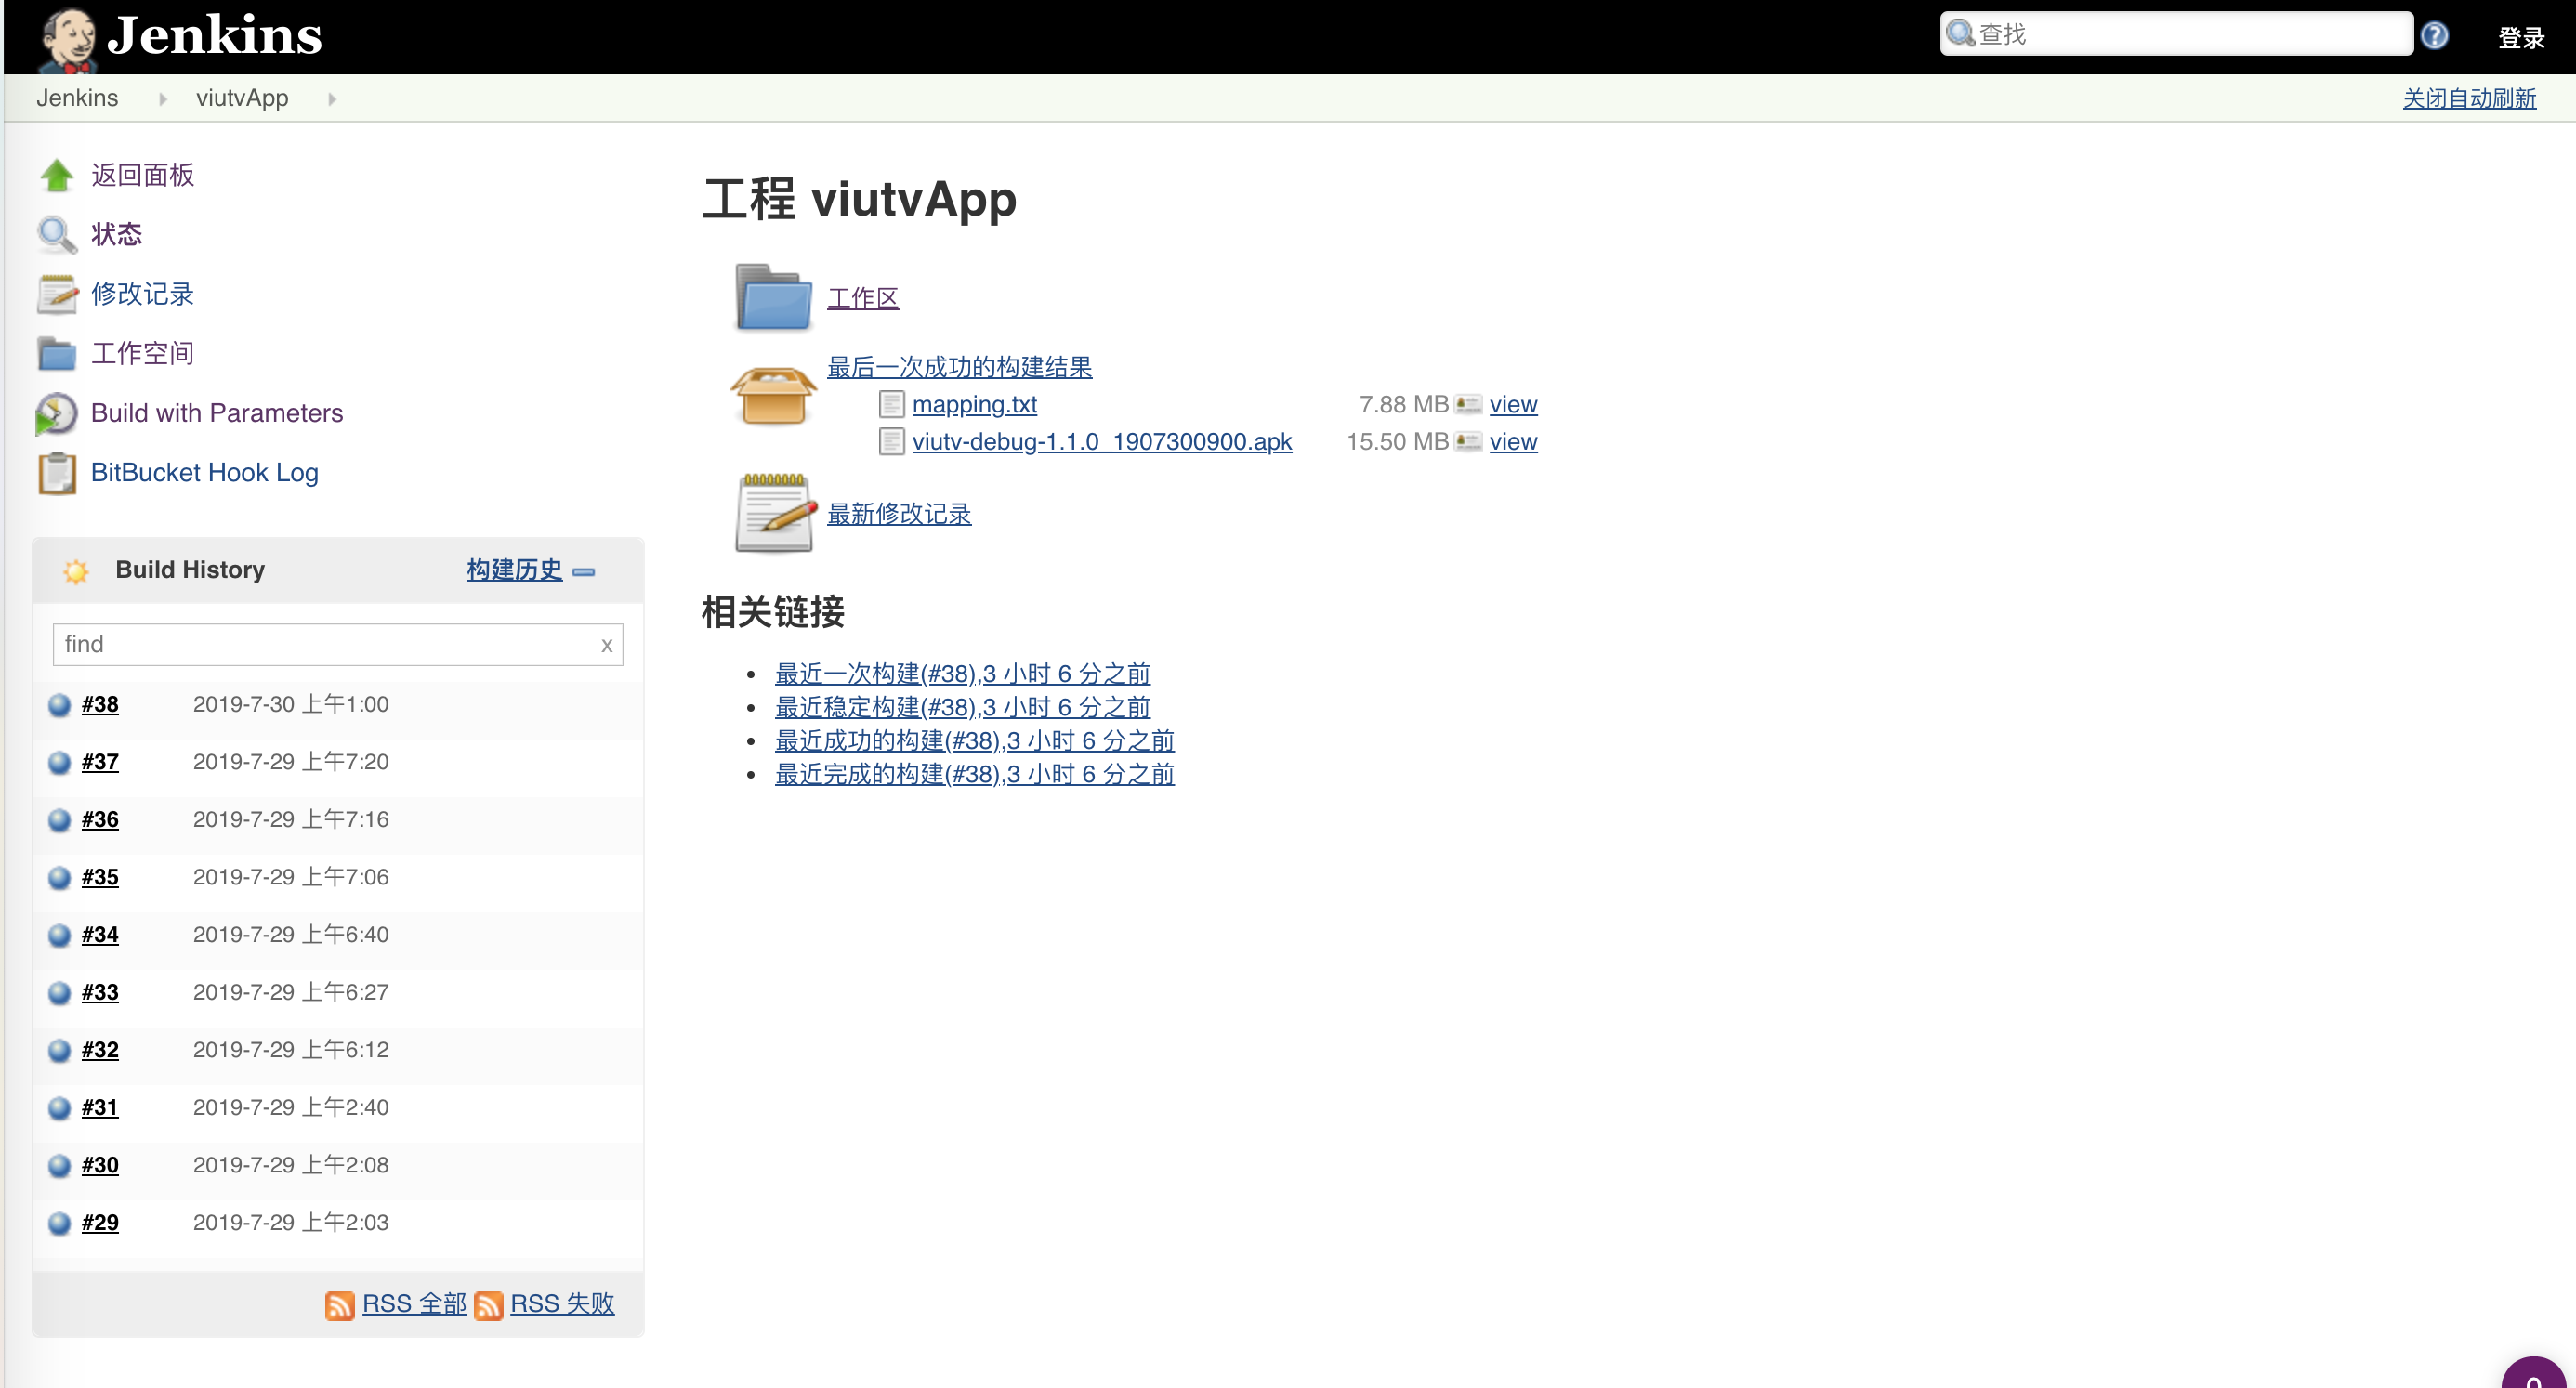 Jenkins
查找
登录
Jenkins viutvApp
关闭自动刷新
返回面板
状态
修改记录
工作空间
Build with Parameters
BitBucket Hook Log
Build History 构建历史
find x
#38 2019-7-30 上午1:00
#37 2019-7-29 上午7:20
#36 2019-7-29 上午7:16
#35 2019-7-29 上午7:06
#34 2019-7-29 上午6:40
#33 2019-7-29 上午6:27
#32 2019-7-29 上午6:12
#31 2019-7-29 上午2:40
#30 2019-7-29 上午2:08
#29 2019-7-29 上午2:03
RSS 全部 RSS 失败
工程 viutvApp
工作区
最后一次成功的构建结果
mapping.txt 7.88 MB view
viutv-debug-1.1.0_1907300900.apk 15.50 MB view
最新修改记录
相关链接
最近一次构建(#38),3 小时 6 分之前
最近稳定构建(#38),3 小时 6 分之前
最近成功的构建(#38),3 小时 6 分之前
最近完成的构建(#38),3 小时 6 分之前